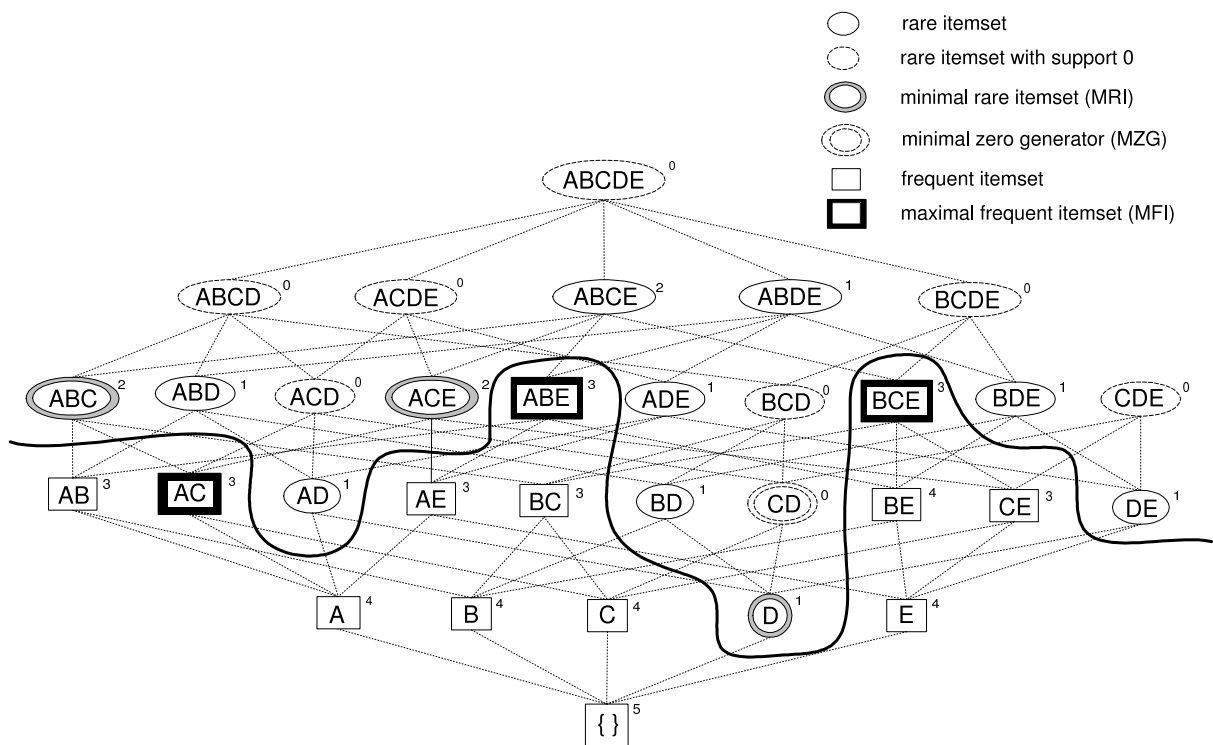 rare itemset
rare itemset with support 0
minimal rare itemset (MRI)
minimal zero generator (MZG)
frequent itemset
maximal frequent itemset (MFI)
ABCDE 0
ABCD 0 ACDE 0 ABCE 2 ABDE 1 BCDE 0
ABC 2 ABD 1 ACD 0 ACE 2 ABE 3 ADE 1 BCD 0 BCE 3 BDE 1 CDE 0
AB 3 AC 3 AD 1 AE 3 BC 3 BD 1 CD 0 BE 4 CE 3 DE 1
A 4 B 4 C 4 D 1 E 4
{ } 5